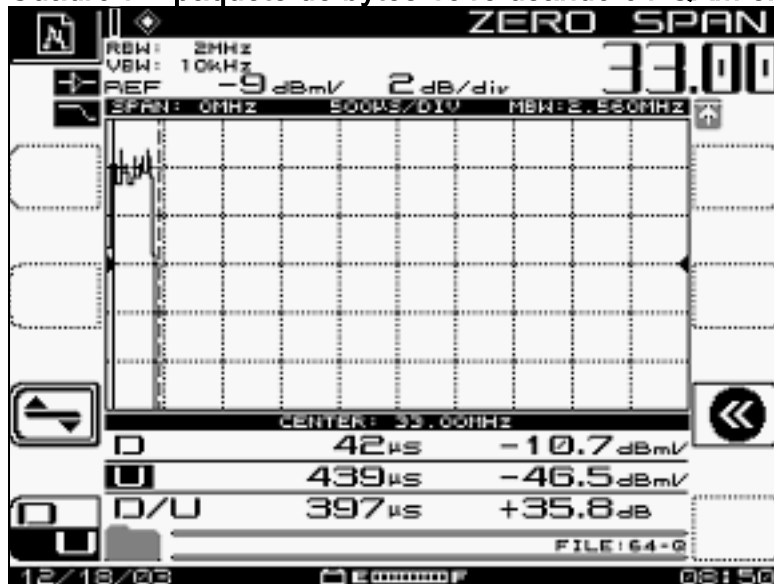 ZERO SPAN
RBW: 2MHz
VBW: 10kHz
REF -9 dBmV 2 dB/div 33.00
SPAN: 0MHz 500µS/DIV MBW:2.560MHz
CENTER: 33.00MHz
D 42µs -10.7dBmV
U 439µs -46.5dBmV
D/U 397µs +35.8dB
D
U
FILE:64-Q
12/18/03 E F 08:50